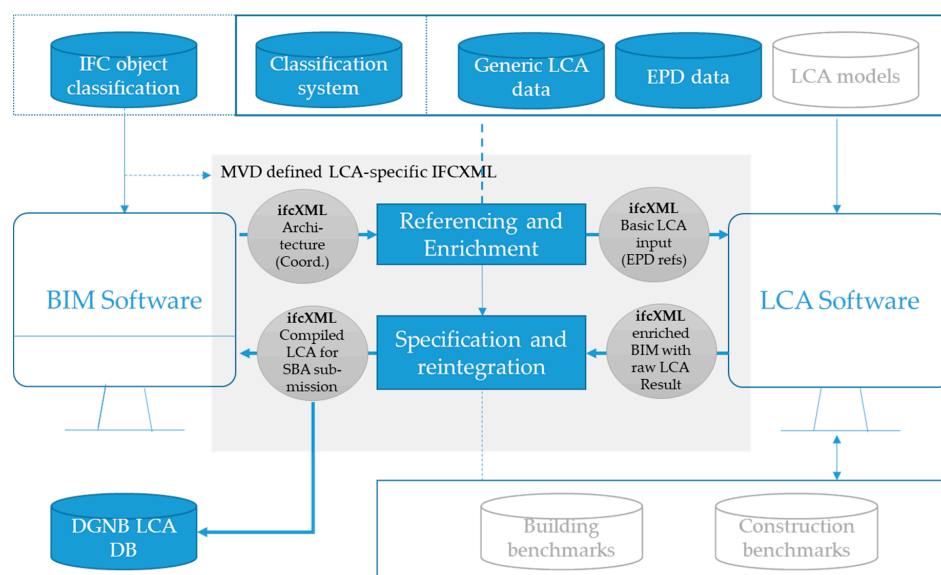 IFC object
classification
Classification
system
Generic LCA
data
EPD data
LCA models
MVD defined LCA-specific IFCXML
BIM Software
ifcXML
Archi-
tecture
(Coord.)
Referencing and
Enrichment
ifcXML
Basic LCA
input
(EPD refs)
LCA Software
ifcXML
Compiled
LCA for
SBA sub-
mission
Specification and
reintegration
ifcXML
enriched
BIM with
raw LCA
Result
DGNB LCA
DB
Building
benchmarks
Construction
benchmarks